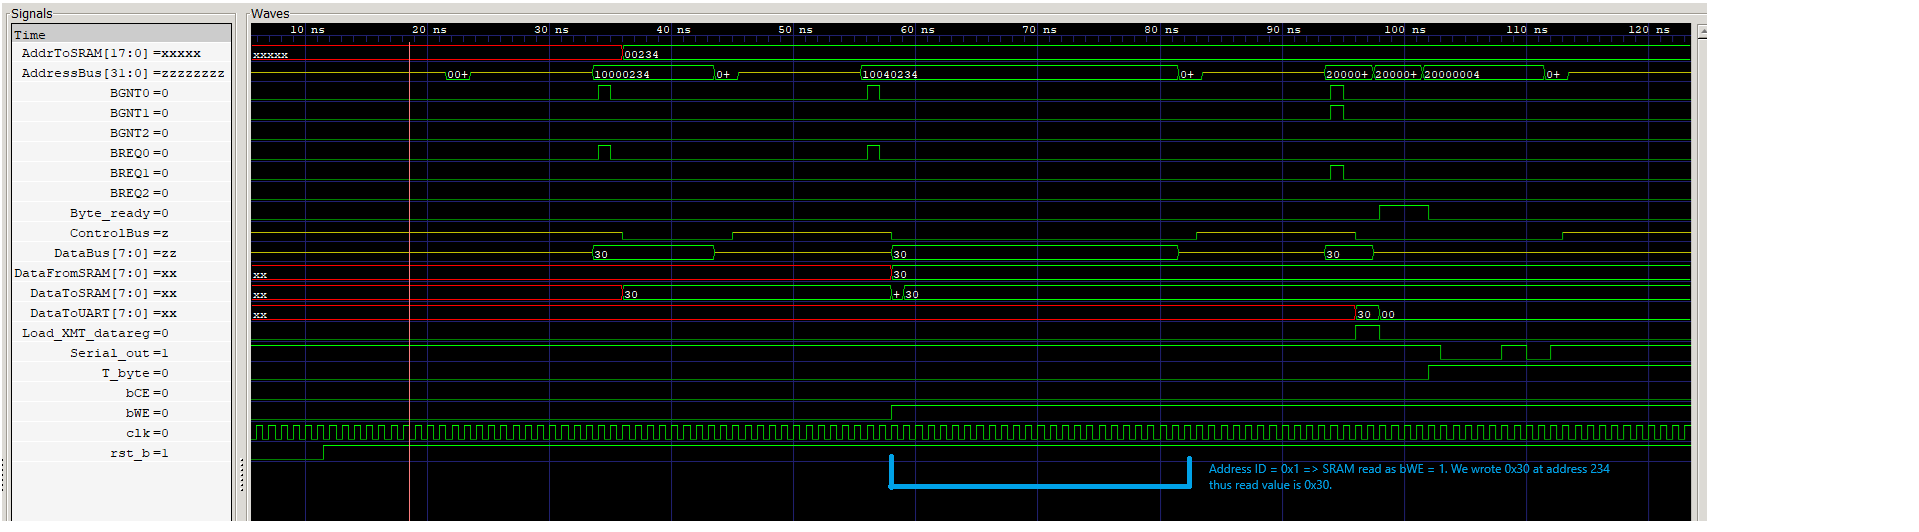 Signals
Waves
Time
10 ns 20 ns 30 ns 40 ns 50 ns 60 ns 70 ns 80 ns 90 ns 100 ns 110 ns 120 ns
AddrToSRAM[17:0] =xxxxx xxxxx 00234
AddressBus[31:0] =zzzzzzzz 00+ 10000234 0+ 10040234 0+ 20000+ 20000+ 20000004 0+
BGNT0 =0
BGNT1 =0
BGNT2 =0
BREQ0 =0
BREQ1 =0
BREQ2 =0
Byte_ready =0
ControlBus =z
DataBus[7:0] =zz 30 30 30
DataFromSRAM[7:0] =xx xx 30
DataToSRAM[7:0] =xx xx 30 + 30
DataToUART[7:0] =xx xx 30 00
Load_XMT_datareg =0
Serial_out =1
T_byte =0
bCE =0
bWE =0
clk =0
rst_b =1
Address ID = 0x1 => SRAM read as bWE = 1. We wrote 0x30 at address 234
thus read value is 0x30.